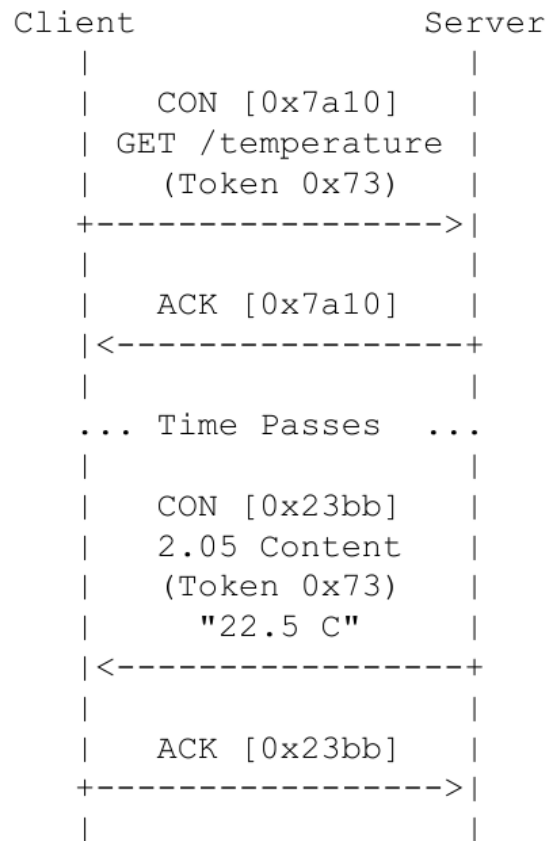 Client                  Server
    |                      |
    |    CON [0x7a10]      |
    |  GET /temperature    |
    |    (Token 0x73)      |
    +--------------------->|
    |                      |
    |    ACK [0x7a10]      |
    |<---------------------+
    |                      |
    ... Time Passes  ...
    |                      |
    |    CON [0x23bb]      |
    |    2.05 Content      |
    |    (Token 0x73)      |
    |      "22.5 C"        |
    |<---------------------+
    |                      |
    |    ACK [0x23bb]      |
    +--------------------->|
    |                      |